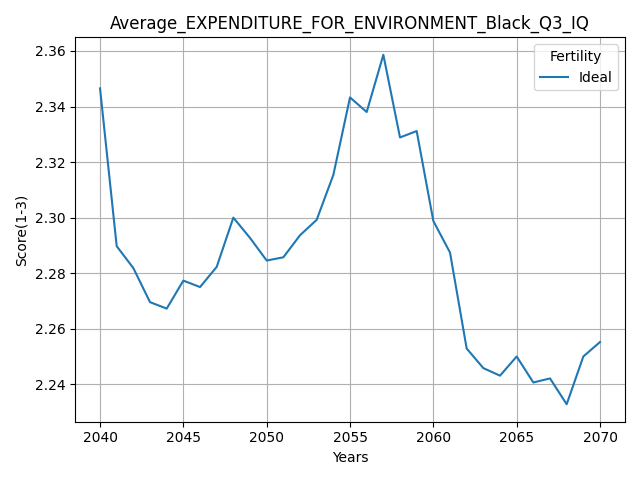 Average_EXPENDITURE_FOR_ENVIRONMENT_Black_Q3_IQ
Fertility
Ideal
Score(1-3)
2.36
2.34
2.32
2.30
2.28
2.26
2.24
2040 2045 2050 2055 2060 2065 2070
Years